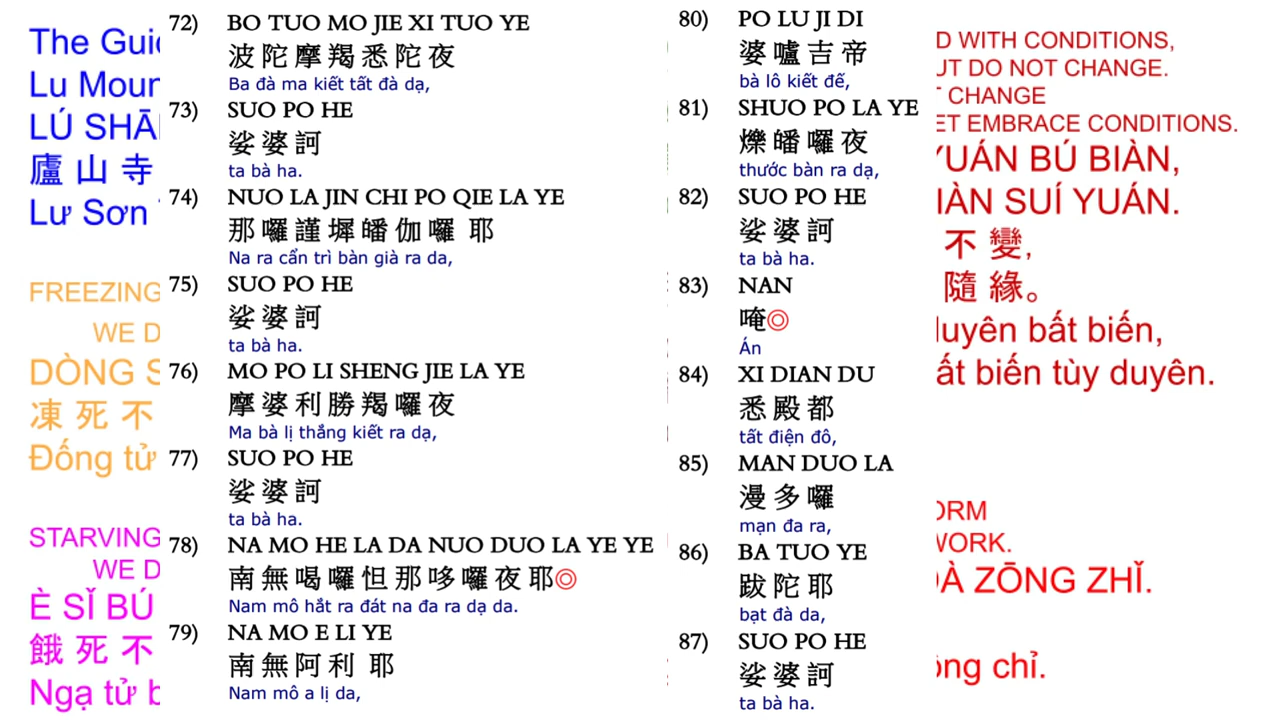 The Guid
Lu Moun
LÚ SHĀ
廬 山 寺
Lư Sơn
FREEZING
WE D
DÒNG S
凍 死 不
Đống tử
STARVING
WE D
È SǏ BÚ
餓 死 不
Ngạ tử b
72) BO TUO MO JIE XI TUO YE
波 陀 摩 羯 悉 陀 夜
Ba đà ma kiết tất đà dạ,
73) SUO PO HE
娑 婆 訶
ta bà ha.
74) NUO LA JIN CHI PO QIE LA YE
那 囉 謹 墀 皤 伽 囉 耶
Na ra cẩn trì bàn già ra da,
75) SUO PO HE
娑 婆 訶
ta bà ha.
76) MO PO LI SHENG JIE LA YE
摩 婆 利 勝 羯 囉 夜
Ma bà lị thắng kiết ra dạ,
77) SUO PO HE
娑 婆 訶
ta bà ha.
78) NA MO HE LA DA NUO DUO LA YE YE
南 無 喝 囉 怛 那 哆 囉 夜 耶◎
Nam mô hắt ra đát na đa ra dạ da.
79) NA MO E LI YE
南 無 阿 利 耶
Nam mô a lị da,
80) PO LU JI DI
婆 嚧 吉 帝
bà lô kiết đế,
81) SHUO PO LA YE
爍 皤 囉 夜
thước bàn ra dạ,
82) SUO PO HE
娑 婆 訶
ta bà ha.
83) NAN
唵◎
Án
84) XI DIAN DU
悉 殿 都
tất điện đô,
85) MAN DUO LA
漫 多 囉
mạn đa ra,
86) BA TUO YE
跋 陀 耶
bạt đà da,
87) SUO PO HE
娑 婆 訶
ta bà ha.
D WITH CONDITIONS,
UT DO NOT CHANGE.
CHANGE
ET EMBRACE CONDITIONS.
YUÁN BÚ BIÀN,
IÀN SUÍ YUÁN.
不 變,
隨 緣。
duyên bất biến,
ất biến tùy duyên.
ORM
WORK.
DÀ ZŌNG ZHǏ.
ông chỉ.